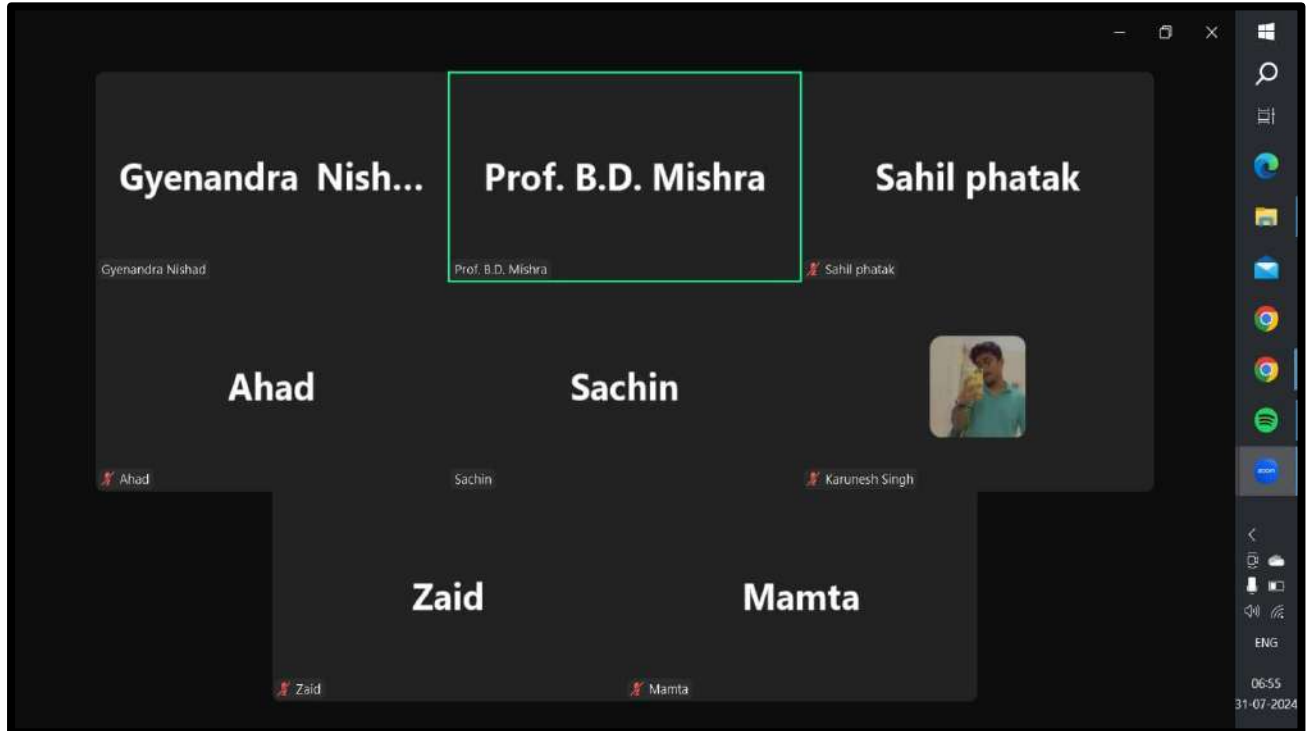 Gyenandra Nish...
Prof. B.D. Mishra
Sahil phatak
Gyenandra Nishad
Prof. B.D. Mishra
Sahil phatak
Ahad
Sachin
Ahad
Sachin
Karunesh Singh
Zaid
Mamta
Zaid
Mamta
zoom
ENG
06:55
31-07-2024